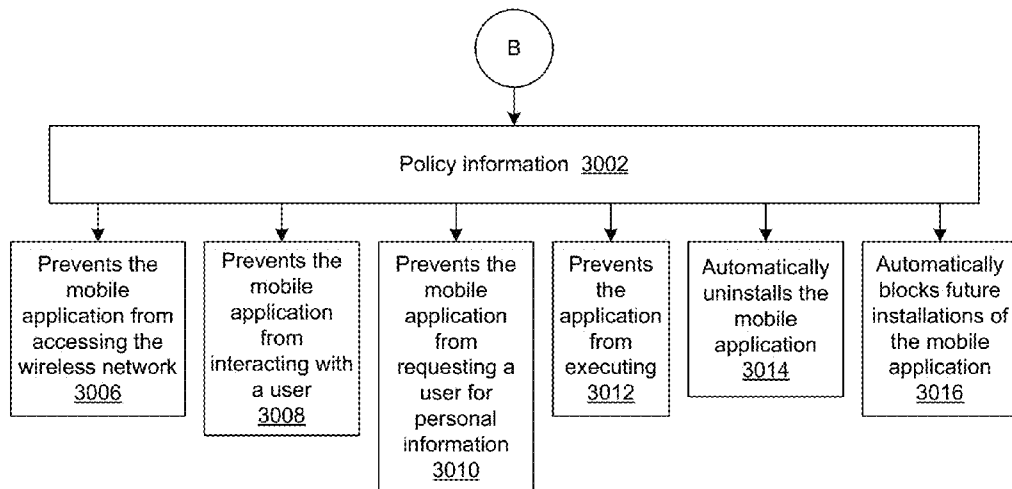 B
Policy information 3002
Prevents the
mobile
application from
accessing the
wireless network
3006
Prevents the
mobile
application
from
interacting with
a user
3008
Prevents the
mobile
application
from
requesting a
user for
personal
information
3010
Prevents
the
application
from
executing
3012
Automatically
uninstalls the
mobile
application
3014
Automatically
blocks future
installations of
the mobile
application
3016